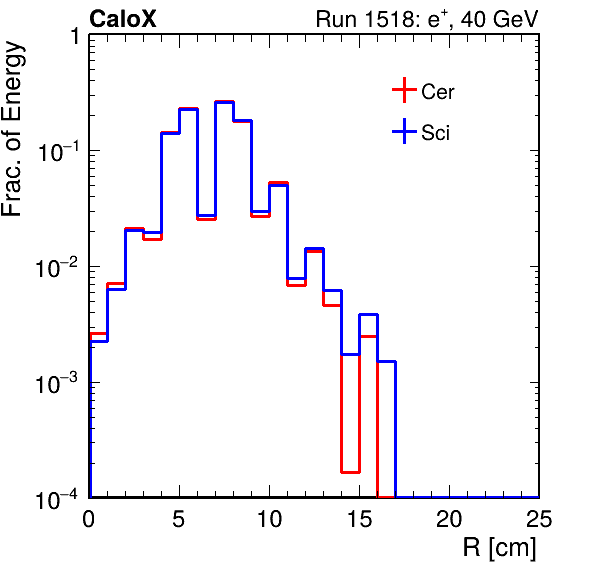 CaloX
Run 1518: e⁺, 40 GeV
Frac. of Energy
1
10⁻¹
10⁻²
10⁻³
10⁻⁴
Cer
Sci
0 5 10 15 20 25
R [cm]